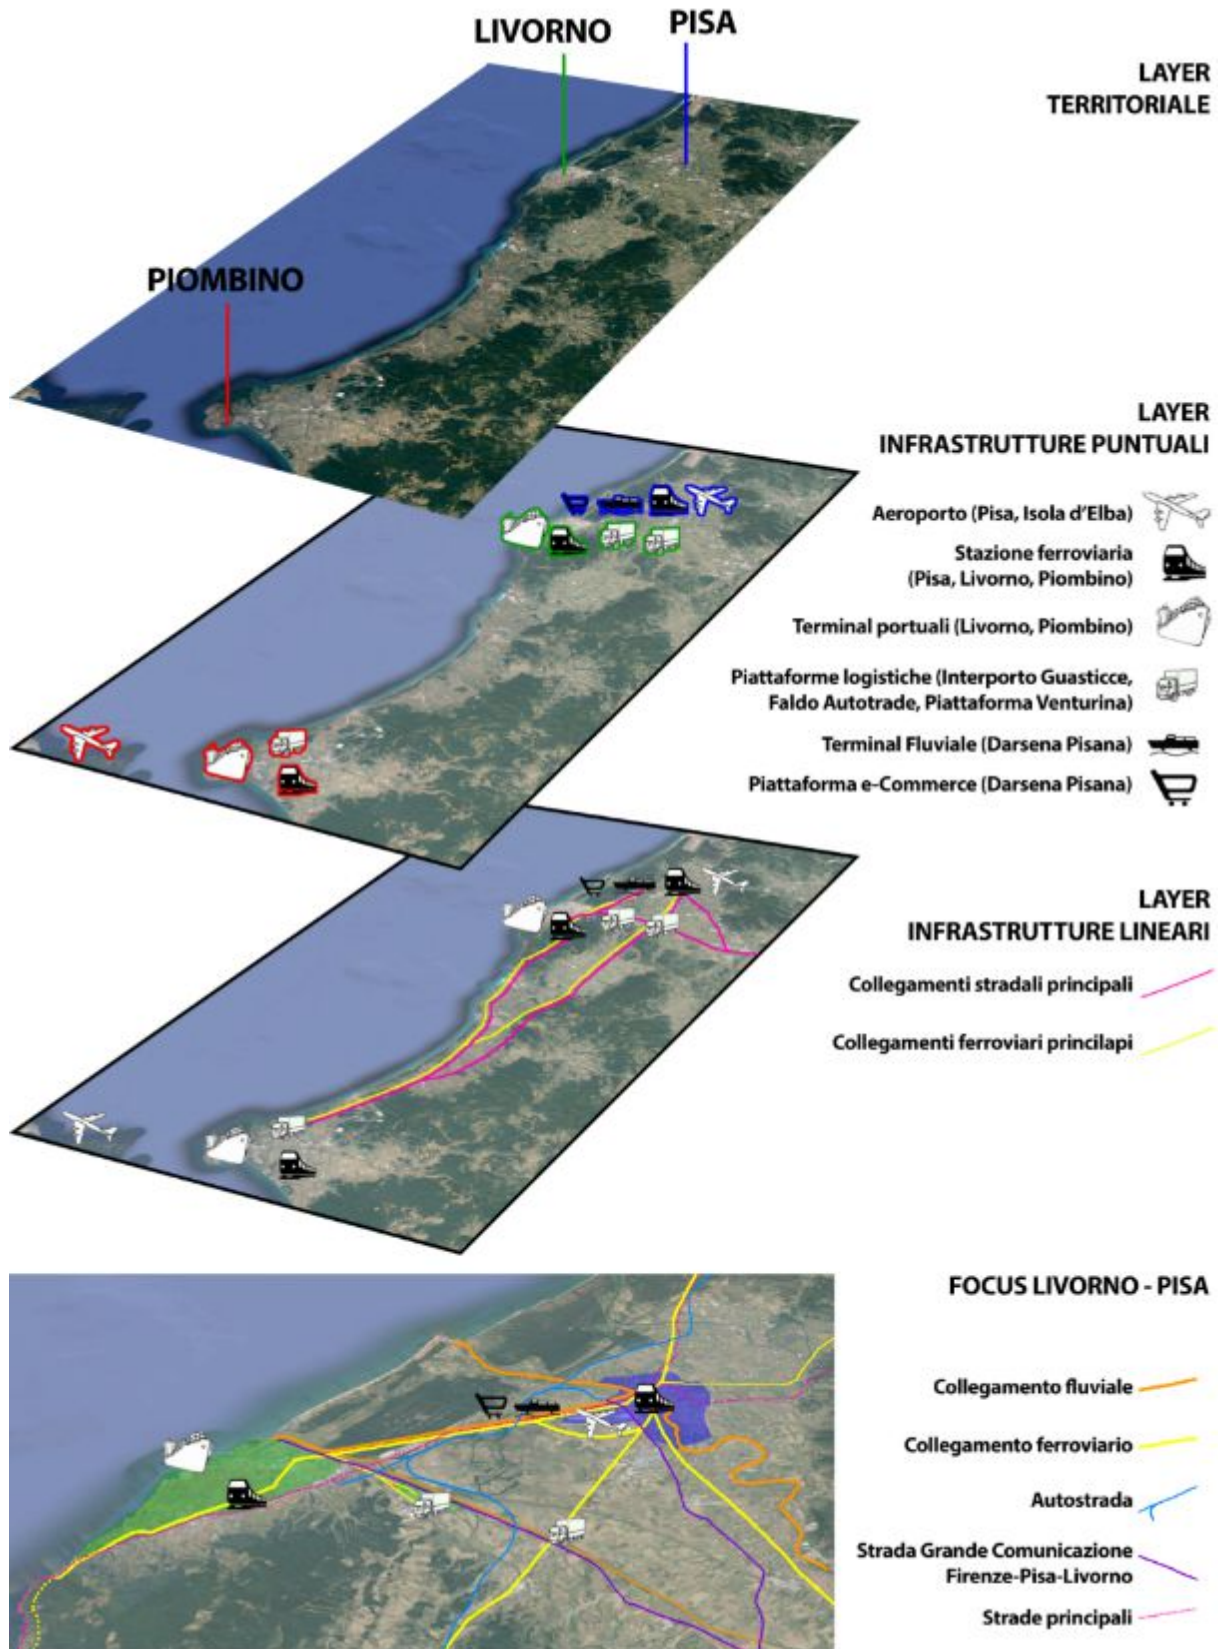 LIVORNO
PISA
LAYER
TERRITORIALE
PIOMBINO
LAYER
INFRASTRUTTURE PUNTUALI
Aeroporto (Pisa, Isola d'Elba)
Stazione ferroviaria
(Pisa, Livorno, Piombino)
Terminal portuali (Livorno, Piombino)
Piattaforme logistiche (Interporto Guasticce,
Faldo Autotrade, Piattaforma Venturina)
Terminal Fluviale (Darsena Pisana)
Piattaforma e-Commerce (Darsena Pisana)
LAYER
INFRASTRUTTURE LINEARI
Collegamenti stradali principali
Collegamenti ferroviari princilapi
FOCUS LIVORNO - PISA
Collegamento fluviale
Collegamento ferroviario
Autostrada
Strada Grande Comunicazione
Firenze-Pisa-Livorno
Strade principali